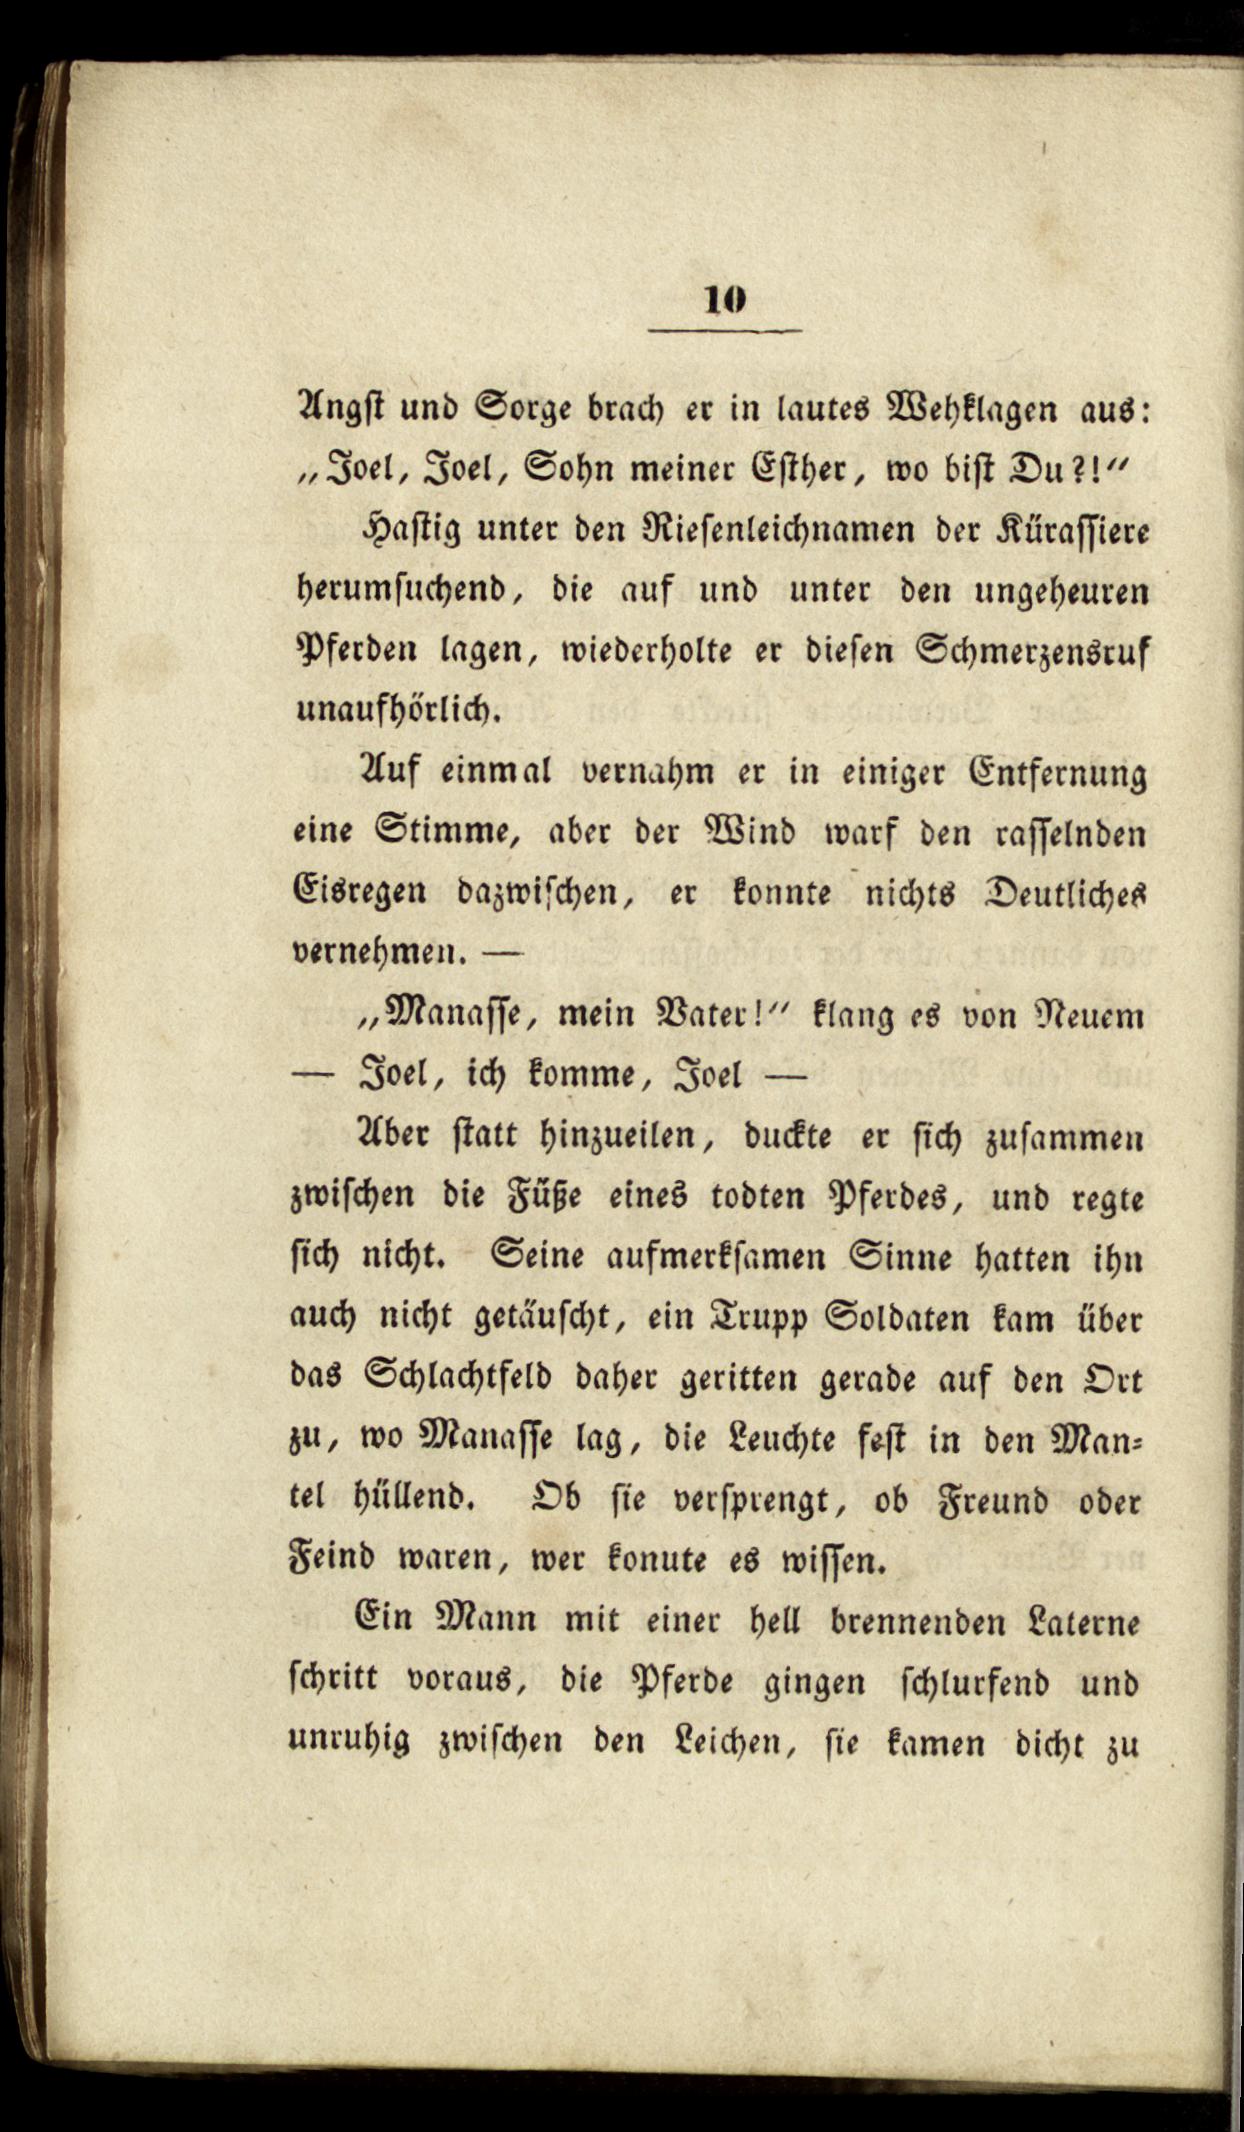 10
Angſt und Sorge brach er in lautes Wehklagen aus:
„Joel, Joel, Sohn meiner Eſther, wo biſt Du?!“
Haſtig unter den Rieſenleichnamen der Küraſſiere
herumſuchend, die auf und unter den ungeheuren
Pferden lagen, wiederholte er dieſen Schmerzensruf
unaufhörlich.
Auf einmal vernahm er in einiger Entfernung
eine Stimme, aber der Wind warf den raſſelnden
Eisregen dazwiſchen, er konnte nichts Deutliches
vernehmen. —
„Manaſſe, mein Vater!“ klang es von Neuem
— Joel, ich komme, Joel —
Aber ſtatt hinzueilen, duckte er ſich zuſammen
zwiſchen die Füße eines todten Pferdes, und regte
ſich nicht. Seine aufmerkſamen Sinne hatten ihn
auch nicht getäuſcht, ein Trupp Soldaten kam über
das Schlachtfeld daher geritten gerade auf den Ort
zu, wo Manaſſe lag, die Leuchte feſt in den Man⸗
tel hüllend. Ob ſie verſprengt, ob Freund oder
Feind waren, wer konute es wiſſen.
Ein Mann mit einer hell brennenden Laterne
ſchritt voraus, die Pferde gingen ſchlurfend und
unruhig zwiſchen den Leichen, ſie kamen dicht zu